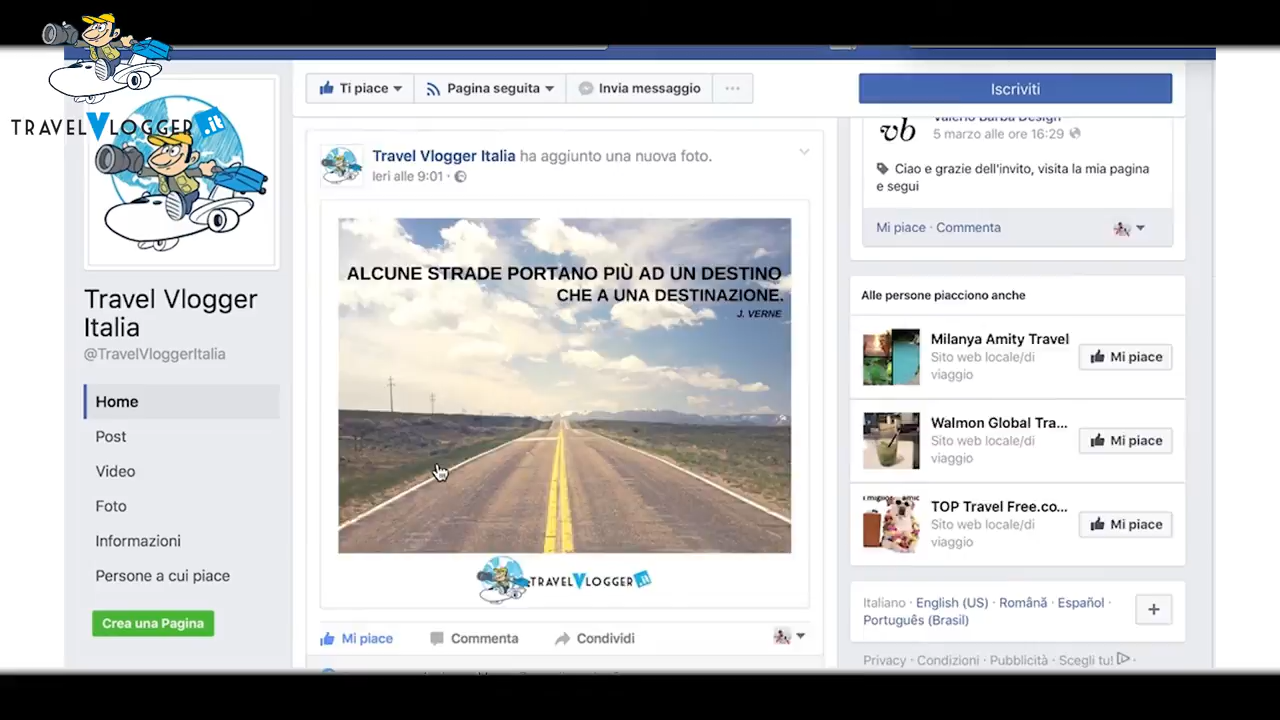 TRAVELVLOGGER.it
Ti piace
Pagina seguita
Invia messaggio
...
Iscriviti
Travel Vlogger Italia
@TravelVloggerItalia
Home
Post
Video
Foto
Informazioni
Persone a cui piace
Crea una Pagina
Travel Vlogger Italia ha aggiunto una nuova foto.
Ieri alle 9:01 ·
ALCUNE STRADE PORTANO PIÙ AD UN DESTINO
CHE A UNA DESTINAZIONE.
J. VERNE
TRAVELVLOGGER.it
Mi piace
Commenta
Condividi
vb
Valerio Barba Design
5 marzo alle ore 16:29
Ciao e grazie dell'invito, visita la mia pagina
e segui
Mi piace · Commenta
Alle persone piacciono anche
Milanya Amity Travel
Sito web locale/di
viaggio
Mi piace
Walmon Global Tra...
Sito web locale/di
viaggio
Mi piace
TOP Travel Free.co...
Sito web locale/di
viaggio
Mi piace
Italiano · English (US) · Română · Español ·
Português (Brasil)
+
Privacy · Condizioni · Pubblicità · Scegli tu! ·